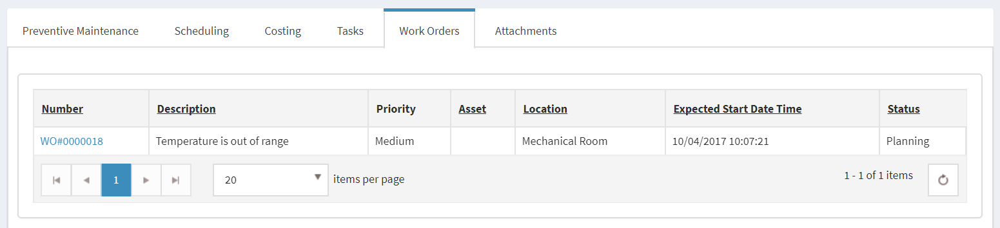 Preventive Maintenance Scheduling Costing Tasks Work Orders Attachments
Number Description Priority Asset Location Expected Start Date Time Status
WO#0000018 Temperature is out of range Medium Mechanical Room 10/04/2017 10:07:21 Planning
1 20 items per page 1 - 1 of 1 items